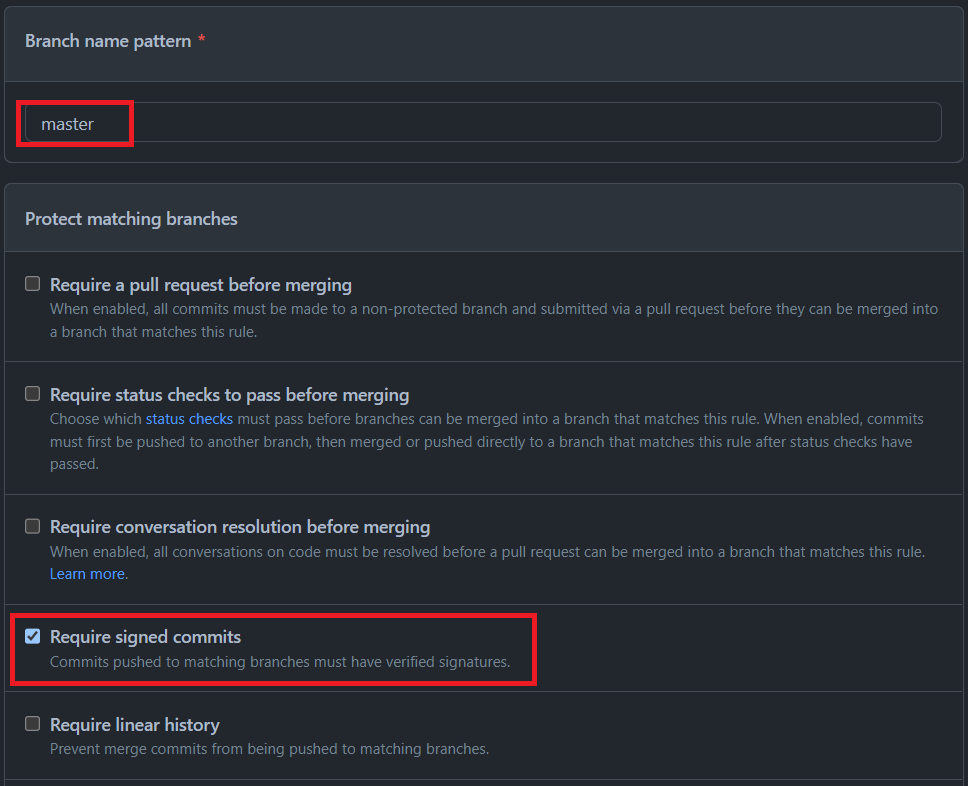 Branch name pattern *
master
Protect matching branches
Require a pull request before merging
When enabled, all commits must be made to a non-protected branch and submitted via a pull request before they can be merged into
a branch that matches this rule.
Require status checks to pass before merging
Choose which status checks must pass before branches can be merged into a branch that matches this rule. When enabled, commits
must first be pushed to another branch, then merged or pushed directly to a branch that matches this rule after status checks have
passed.
Require conversation resolution before merging
When enabled, all conversations on code must be resolved before a pull request can be merged into a branch that matches this rule.
Learn more.
Require signed commits
Commits pushed to matching branches must have verified signatures.
Require linear history
Prevent merge commits from being pushed to matching branches.